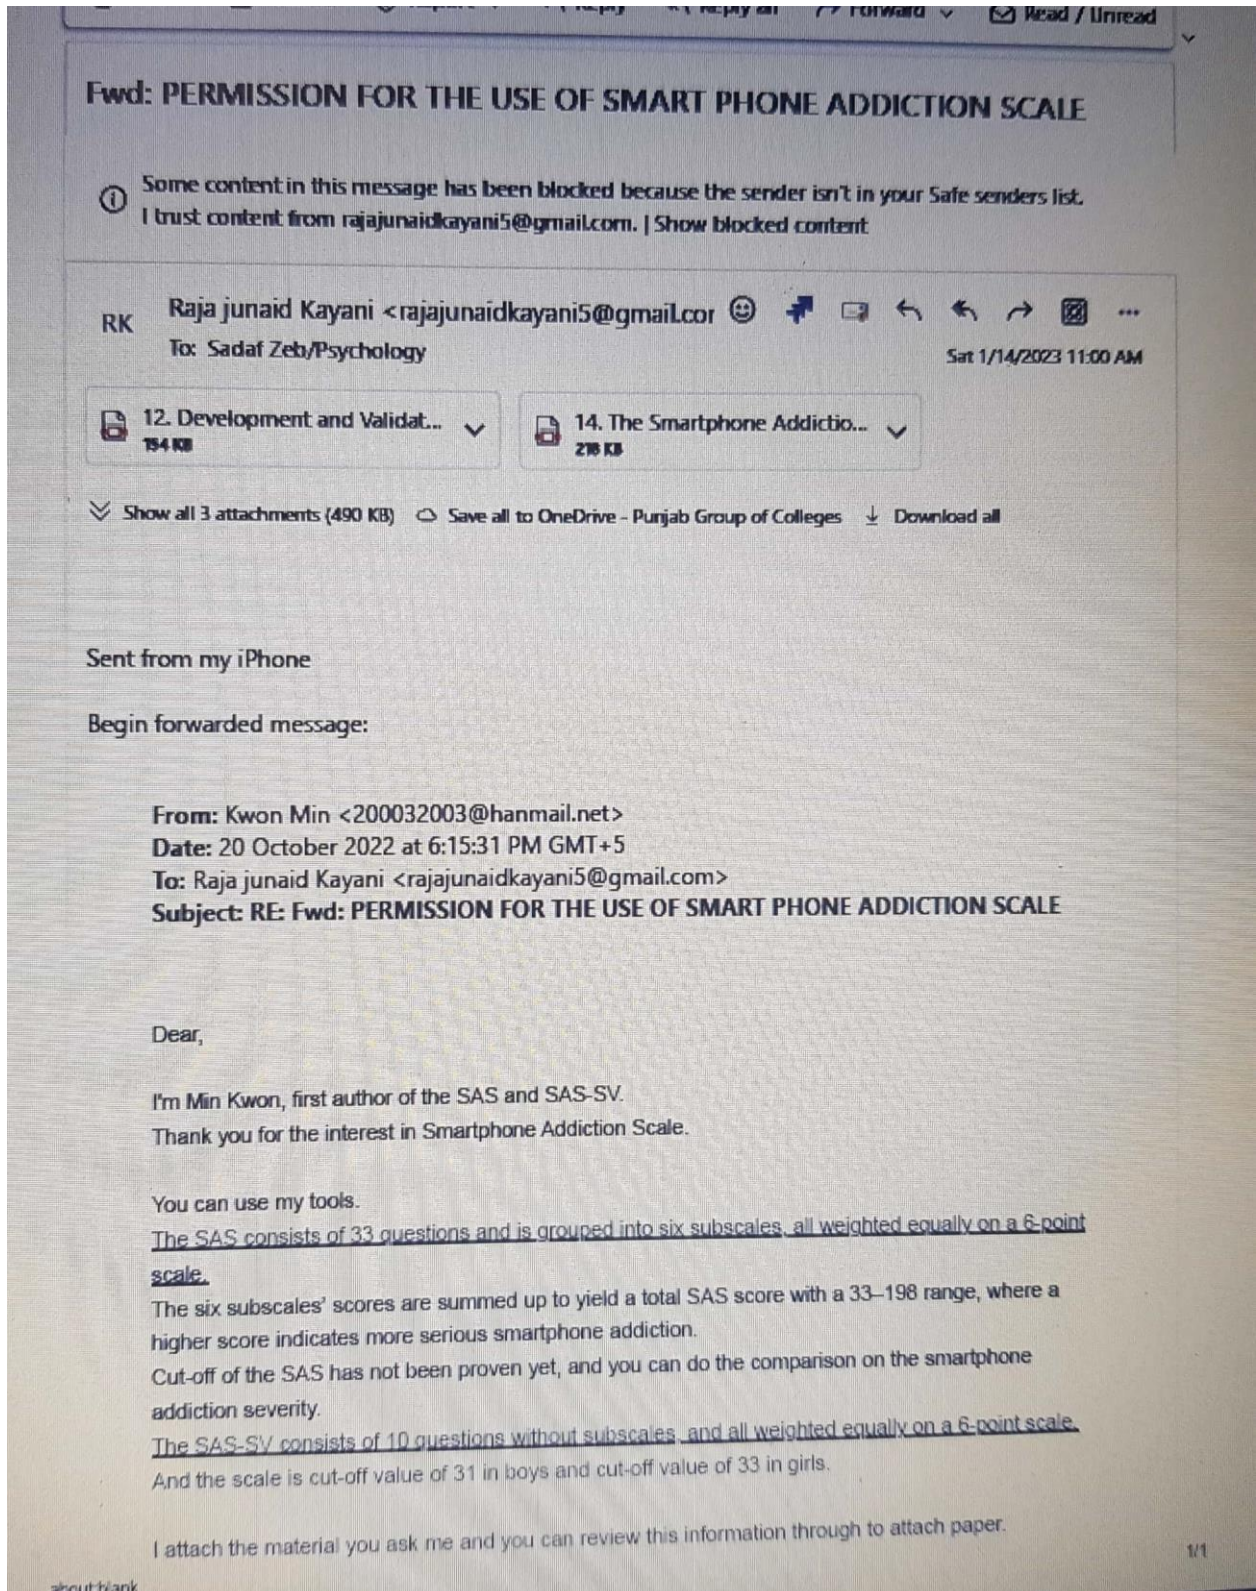 Reply all
Forward
Read / Unread
Fwd: PERMISSION FOR THE USE OF SMART PHONE ADDICTION SCALE
Some content in this message has been blocked because the sender isn't in your Safe senders list.
I trust content from rajajunaidkayani5@gmail.com. | Show blocked content
RK
Raja junaid Kayani <rajajunaidkayani5@gmail.cor
To: Sadaf Zeb/Psychology
Sat 1/14/2023 11:00 AM
12. Development and Validat...
194 KB
14. The Smartphone Addictio...
KB
Show all 3 attachments (490 KB) Save all to OneDrive - Punjab Group of Colleges Download all
Sent from my iPhone
Begin forwarded message:
From: Kwon Min <200032003@hanmail.net>
Date: 20 October 2022 at 6:15:31 PM GMT+5
To: Raja junaid Kayani <rajajunaidkayani5@gmail.com>
Subject: RE: Fwd: PERMISSION FOR THE USE OF SMART PHONE ADDICTION SCALE
Dear,
I'm Min Kwon, first author of the SAS and SAS-SV.
Thank you for the interest in Smartphone Addiction Scale.
You can use my tools.
The SAS consists of 33 questions and is grouped into six subscales, all weighted equally on a 6-point
scale.
The six subscales' scores are summed up to yield a total SAS score with a 33–198 range, where a
higher score indicates more serious smartphone addiction.
Cut-off of the SAS has not been proven yet, and you can do the comparison on the smartphone
addiction severity.
The SAS-SV consists of 10 questions without subscales, and all weighted equally on a 6-point scale.
And the scale is cut-off value of 31 in boys and cut-off value of 33 in girls.
I attach the material you ask me and you can review this information through to attach paper.
1/1
about:blank